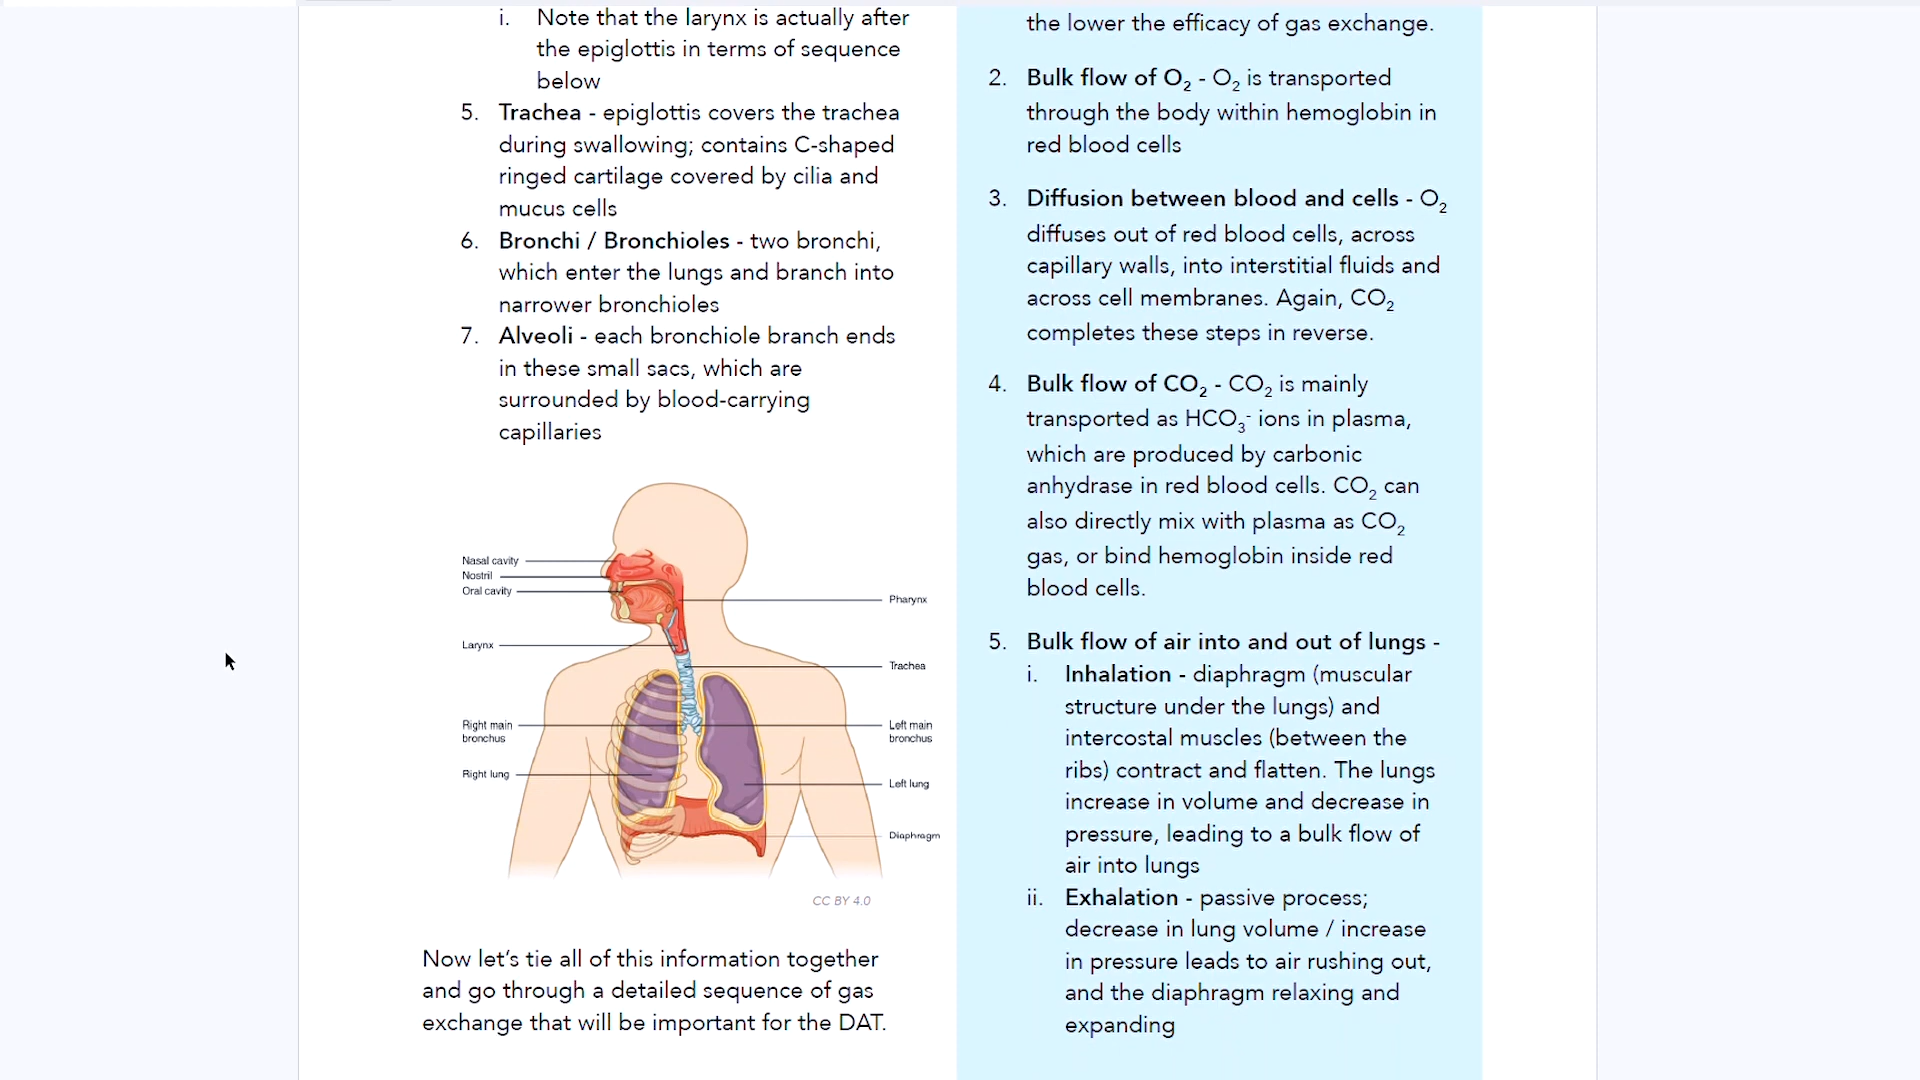 i. Note that the larynx is actually after
the epiglottis in terms of sequence
below
5. Trachea - epiglottis covers the trachea
during swallowing; contains C-shaped
ringed cartilage covered by cilia and
mucus cells
6. Bronchi / Bronchioles - two bronchi,
which enter the lungs and branch into
narrower bronchioles
7. Alveoli - each bronchiole branch ends
in these small sacs, which are
surrounded by blood-carrying
capillaries
Nasal cavity
Nostril
Oral cavity
Pharynx
Larynx
Trachea
Right main
bronchus
Left main
bronchus
Right lung
Left lung
Diaphragm
CC BY 4.0
Now let's tie all of this information together
and go through a detailed sequence of gas
exchange that will be important for the DAT.
the lower the efficacy of gas exchange.
2. Bulk flow of O₂ - O₂ is transported
through the body within hemoglobin in
red blood cells
3. Diffusion between blood and cells - O₂
diffuses out of red blood cells, across
capillary walls, into interstitial fluids and
across cell membranes. Again, CO₂
completes these steps in reverse.
4. Bulk flow of CO₂ - CO₂ is mainly
transported as HCO₃⁻ ions in plasma,
which are produced by carbonic
anhydrase in red blood cells. CO₂ can
also directly mix with plasma as CO₂
gas, or bind hemoglobin inside red
blood cells.
5. Bulk flow of air into and out of lungs -
i. Inhalation - diaphragm (muscular
structure under the lungs) and
intercostal muscles (between the
ribs) contract and flatten. The lungs
increase in volume and decrease in
pressure, leading to a bulk flow of
air into lungs
ii. Exhalation - passive process;
decrease in lung volume / increase
in pressure leads to air rushing out,
and the diaphragm relaxing and
expanding